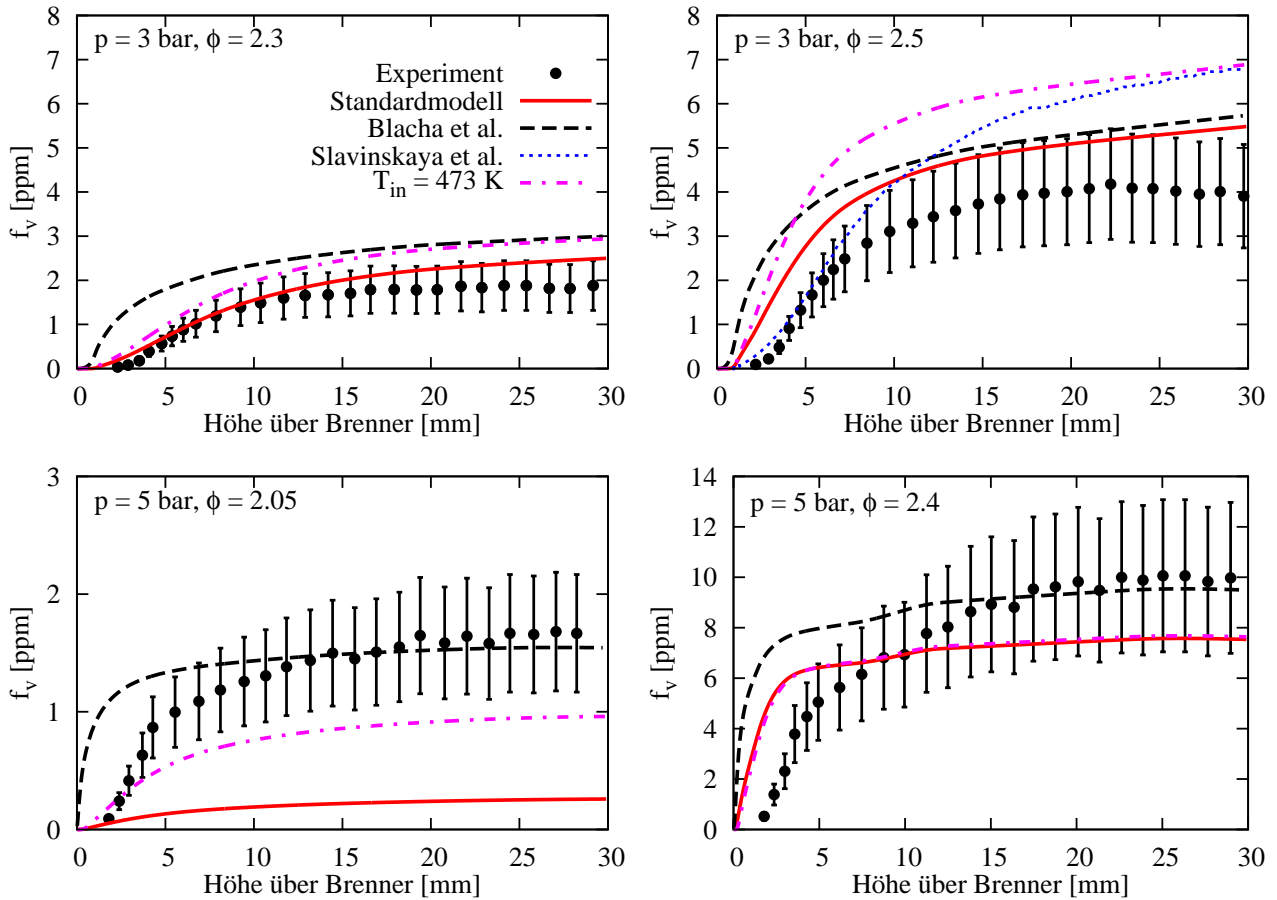 p = 3 bar, ϕ = 2.3
Experiment
Standardmodell
Blacha et al.
Slavinskaya et al.
T_in = 473 K
f_v [ppm]
8
7
6
5
4
3
2
1
0
0 5 10 15 20 25 30
Höhe über Brenner [mm]
p = 3 bar, ϕ = 2.5
f_v [ppm]
8
7
6
5
4
3
2
1
0
0 5 10 15 20 25 30
Höhe über Brenner [mm]
p = 5 bar, ϕ = 2.05
f_v [ppm]
3
2
1
0
0 5 10 15 20 25 30
Höhe über Brenner [mm]
p = 5 bar, ϕ = 2.4
f_v [ppm]
14
12
10
8
6
4
2
0
0 5 10 15 20 25 30
Höhe über Brenner [mm]